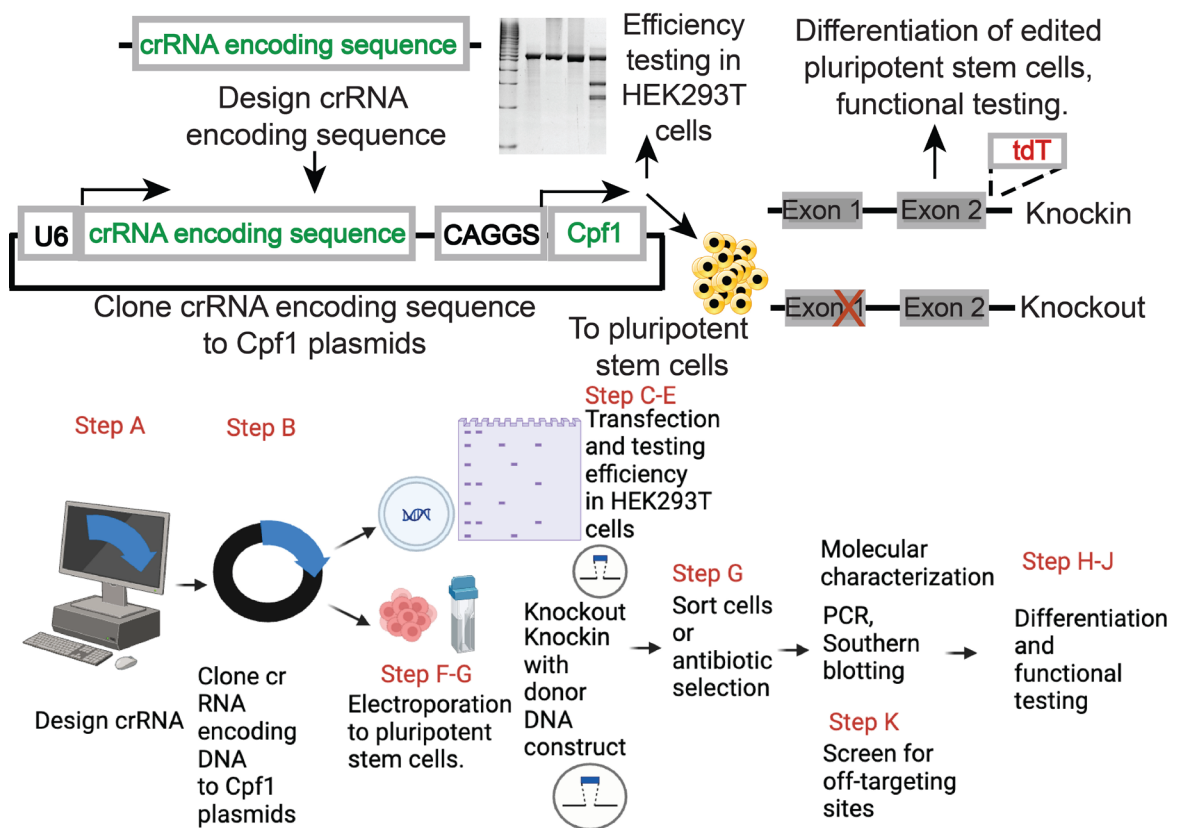 crRNA encoding sequence
Design crRNA
encoding sequence
Efficiency
testing in
HEK293T
cells
Differentiation of edited
pluripotent stem cells,
functional testing.
tdT
Exon 1
Exon 2
Knockin
U6
crRNA encoding sequence
CAGGS
Cpf1
Clone crRNA encoding sequence
to Cpf1 plasmids
To pluripotent
stem cells
Exon 1
Exon 2
Knockout
Step A
Design crRNA
Step B
Clone cr
RNA
encoding
DNA
to Cpf1
plasmids
Step C-E
Transfection
and testing
efficiency
in HEK293T
cells
Step F-G
Electroporation
to pluripotent
stem cells.
Knockout
Knockin
with
donor
DNA
construct
Step G
Sort cells
or
antibiotic
selection
Molecular
characterization
PCR,
Southern
blotting
Step K
Screen for
off-targeting
sites
Step H-J
Differentiation
and
functional
testing